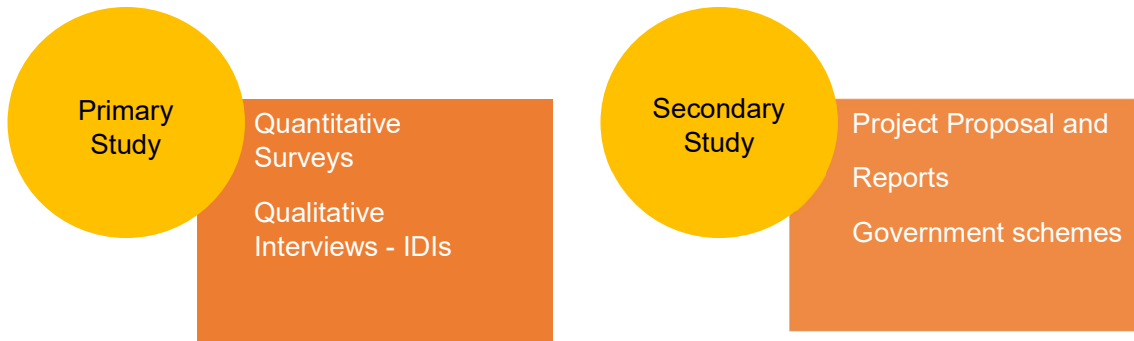 Primary
Study
Quantitative
Surveys
Qualitative
Interviews - IDIs
Secondary
Study
Project Proposal and
Reports
Government schemes